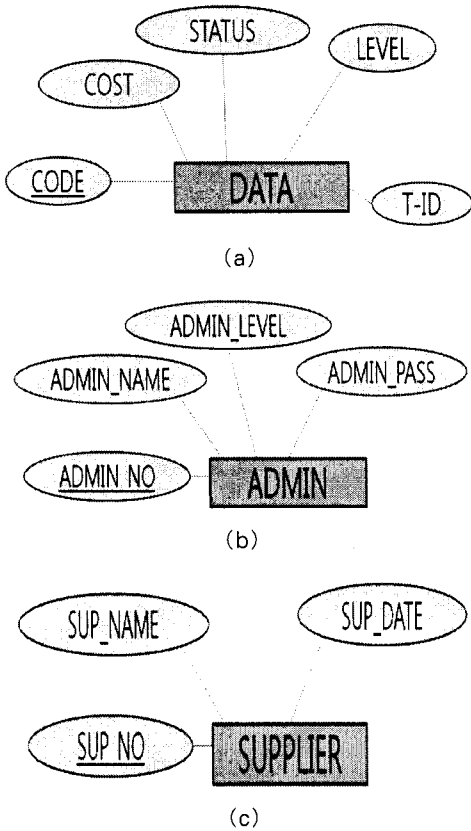 STATUS
LEVEL
COST
CODE
DATA
T-ID
(a)
ADMIN_LEVEL
ADMIN_NAME
ADMIN_PASS
ADMIN NO
ADMIN
(b)
SUP_NAME
SUP_DATE
SUP NO
SUPPLIER
(c)